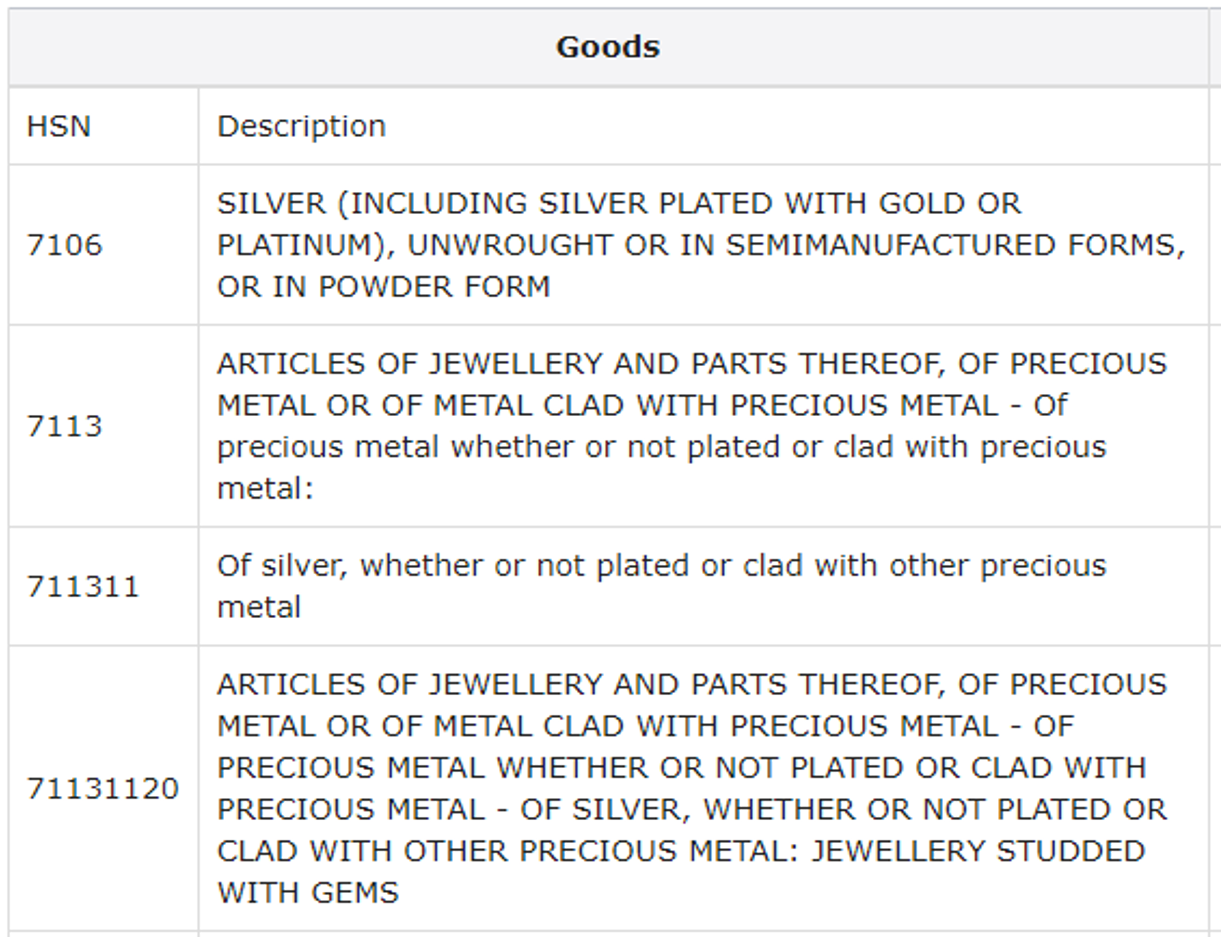 Goods
HSN
Description
7106
SILVER (INCLUDING SILVER PLATED WITH GOLD OR
PLATINUM), UNWROUGHT OR IN SEMIMANUFACTURED FORMS,
OR IN POWDER FORM
7113
ARTICLES OF JEWELLERY AND PARTS THEREOF, OF PRECIOUS
METAL OR OF METAL CLAD WITH PRECIOUS METAL - Of
precious metal whether or not plated or clad with precious
metal:
711311
Of silver, whether or not plated or clad with other precious
metal
71131120
ARTICLES OF JEWELLERY AND PARTS THEREOF, OF PRECIOUS
METAL OR OF METAL CLAD WITH PRECIOUS METAL - OF
PRECIOUS METAL WHETHER OR NOT PLATED OR CLAD WITH
PRECIOUS METAL - OF SILVER, WHETHER OR NOT PLATED OR
CLAD WITH OTHER PRECIOUS METAL: JEWELLERY STUDDED
WITH GEMS